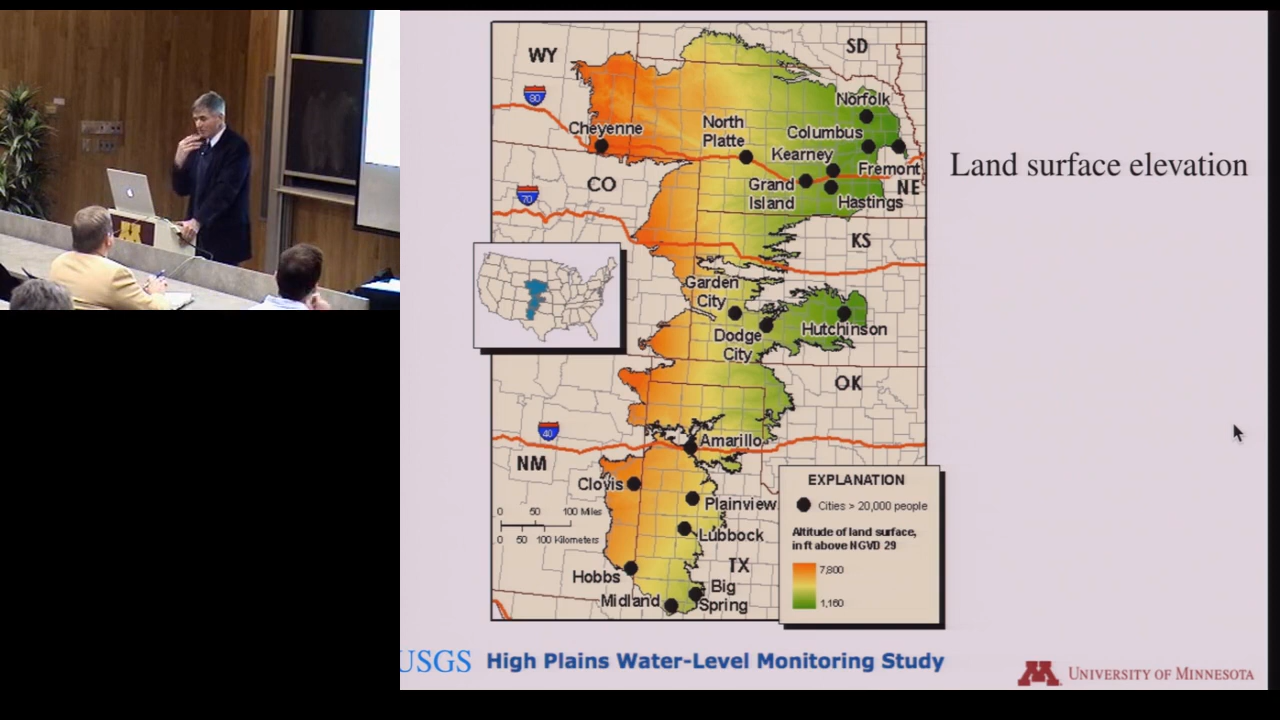 WY
SD
80
Norfolk
Cheyenne
North
Platte
Columbus
Kearney
Fremont
CO
Grand
Island
NE
Hastings
70
KS
Garden
City
Dodge
City
Hutchinson
OK
40
Amarillo
NM
Clovis
Plainview
0 50 100 Miles
0 50 100 Kilometers
Lubbock
TX
Hobbs
Big
Spring
Midland
EXPLANATION
Cities > 20,000 people
Altitude of land surface,
in ft above NGVD 29
7,800
1,160
Land surface elevation
USGS
High Plains Water-Level Monitoring Study
M
UNIVERSITY OF MINNESOTA
M